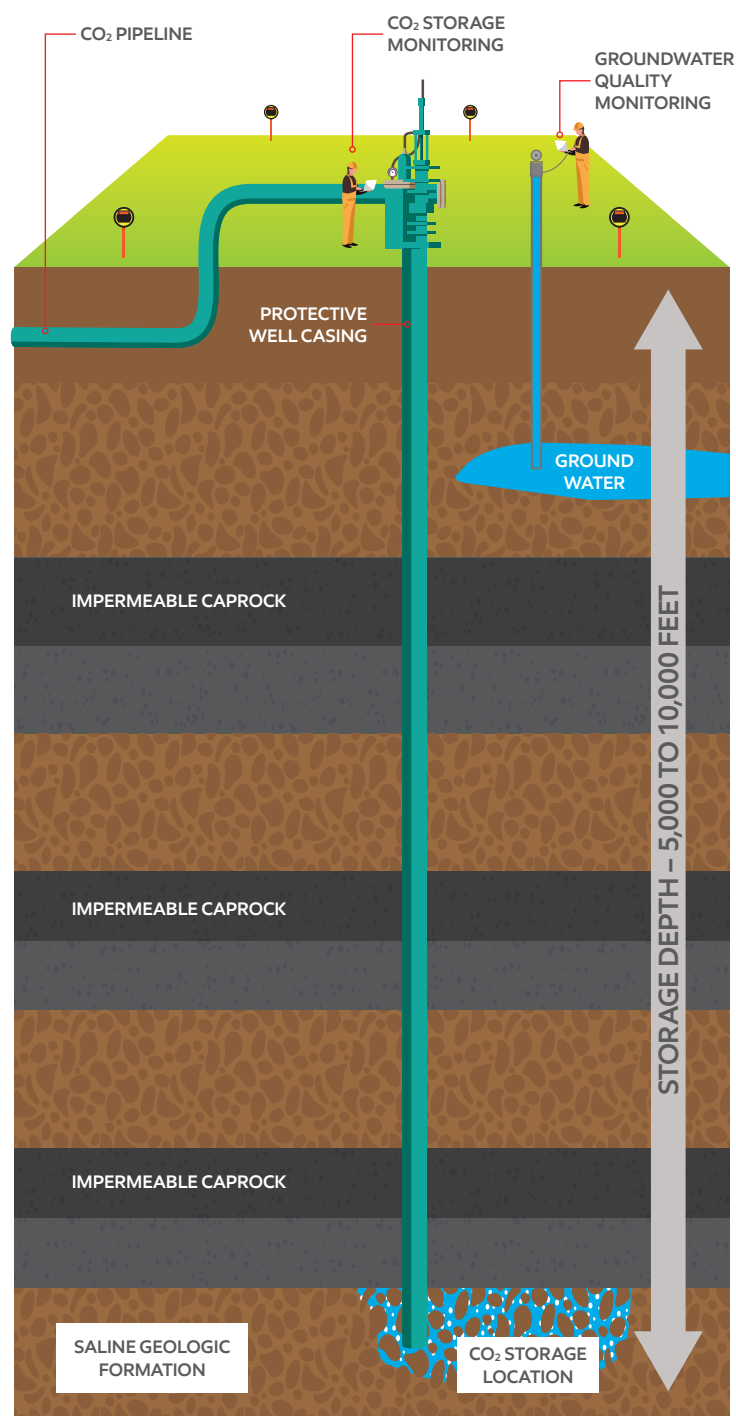 CO₂ PIPELINE
CO₂ STORAGE
MONITORING
GROUNDWATER
QUALITY
MONITORING
PROTECTIVE
WELL CASING
GROUND
WATER
IMPERMEABLE CAPROCK
STORAGE DEPTH – 5,000 TO 10,000 FEET
IMPERMEABLE CAPROCK
IMPERMEABLE CAPROCK
SALINE GEOLOGIC
FORMATION
CO₂ STORAGE
LOCATION